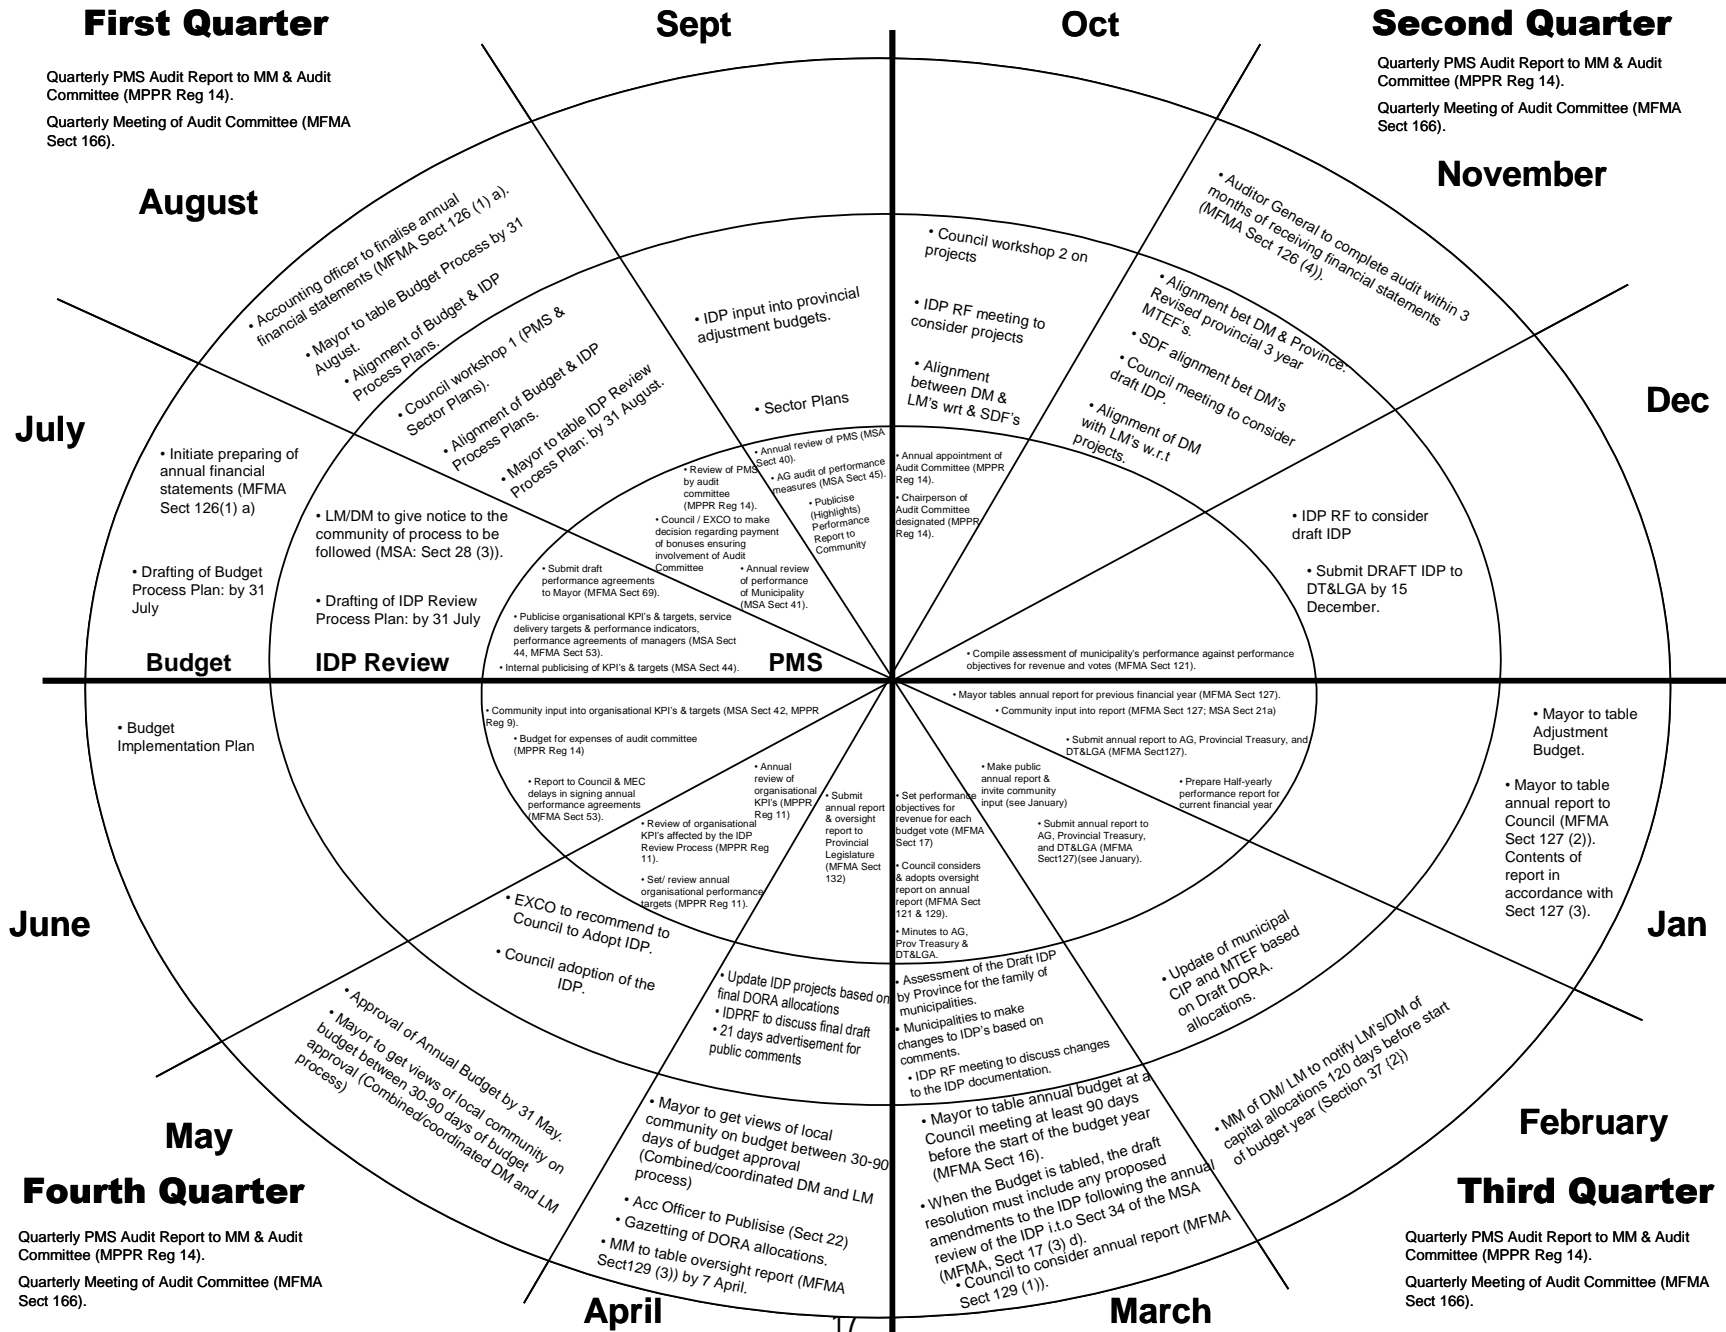 First Quarter
Quarterly PMS Audit Report to MM & Audit
Committee (MPPR Reg 14).
Quarterly Meeting of Audit Committee (MFMA
Sect 166).
Sept
Oct
Second Quarter
Quarterly PMS Audit Report to MM & Audit
Committee (MPPR Reg 14).
Quarterly Meeting of Audit Committee (MFMA
Sect 166).
August
November
July
Dec
• Accounting officer to finalise annual
financial statements (MFMA Sect 126 (1) a).
• Mayor to table Budget Process by 31
August.
• Alignment of Budget & IDP
Process Plans.
• Council workshop 1 (PMS &
Sector Plans).
• Alignment of Budget & IDP
Process Plans.
• Mayor to table IDP Review
Process Plan: by 31 August.
• Review of PMS
by audit
committee
(MPPR Reg 14).
• Council / EXCO to make
decision regarding payment
of bonuses ensuring
involvement of Audit
Committee
• Annual review
of performance
of Municipality
(MSA Sect 41).
• IDP input into provincial
adjustment budgets.
• Sector Plans
• Annual review of PMS (MSA
Sect 40).
• AG audit of performance
measures (MSA Sect 45).
• Publicise
(Highlights)
Performance
Report to
Community
• Council workshop 2 on
projects
• IDP RF meeting to
consider projects
• Alignment
between DM &
LM's wrt & SDF's
• Annual appointment of
Audit Committee (MPPR
Reg 14).
• Chairperson of
Audit Committee
designated (MPPR
Reg 14).
• Auditor General to complete audit within 3
months of receiving financial statements
(MFMA Sect 126 (4)).
• Alignment bet DM & Province.
Revised provincial 3 year
MTEF's.
• SDF alignment bet DM's
• Council meeting to consider
draft IDP.
• Alignment of DM
with LM's w.r.t
projects.
• IDP RF to consider
draft IDP
• Submit DRAFT IDP to
DT&LGA by 15
December.
• Compile assessment of municipality's performance against performance
objectives for revenue and votes (MFMA Sect 121).
• Initiate preparing of
annual financial
statements (MFMA
Sect 126(1) a)
• Drafting of Budget
Process Plan: by 31
July
• LM/DM to give notice to the
community of process to be
followed (MSA: Sect 28 (3)).
• Drafting of IDP Review
Process Plan: by 31 July
• Submit draft
performance agreements
to Mayor (MFMA Sect 69).
• Publicise organisational KPI's & targets, service
delivery targets & performance indicators,
performance agreements of managers (MSA Sect
44, MFMA Sect 53).
• Internal publicising of KPI's & targets (MSA Sect 44).
Budget
IDP Review
PMS
• Budget
Implementation Plan
• Community input into organisational KPI's & targets (MSA Sect 42, MPPR
Reg 9).
• Budget for expenses of audit committee
(MPPR Reg 14)
• Report to Council & MEC
delays in signing annual
performance agreements
(MFMA Sect 53).
• Annual
review of
organisational
KPI's (MPPR
Reg 11)
• Review of organisational
KPI's affected by the IDP
Review Process (MPPR Reg
11).
• Set/ review annual
organisational performance
targets (MPPR Reg 11).
• EXCO to recommend to
Council to Adopt IDP.
• Council adoption of the
IDP.
• Approval of Annual Budget by 31 May.
• Mayor to get views of local community on
budget between 30-90 days of budget
approval (Combined/coordinated DM and LM
process)
• Submit
annual report
& oversight
report to
Provincial
Legislature
(MFMA Sect
132)
• Update IDP projects based on
final DORA allocations
• IDPRF to discuss final draft
• 21 days advertisement for
public comments
• Mayor to get views of local
community on budget between 30-90
days of budget approval
(Combined/coordinated DM and LM
process)
• Acc Officer to Publisise (Sect 22)
• Gazetting of DORA allocations.
• MM to table oversight report (MFMA
Sect129 (3)) by 7 April.
• Set performance
objectives for
revenue for each
budget vote (MFMA
Sect 17)
• Council considers
& adopts oversight
report on annual
report (MFMA Sect
121 & 129).
• Minutes to AG,
Prov Treasury &
DT&LGA.
• Assessment of the Draft IDP
by Province for the family of
municipalities.
• Municipalities to make
changes to IDP's based on
comments.
• IDP RF meeting to discuss changes
to the IDP documentation.
• Mayor to table annual budget at a
Council meeting at least 90 days
before the start of the budget year
(MFMA Sect 16).
• When the Budget is tabled, the draft
resolution must include any proposed
amendments to the IDP following the annual
review of the IDP i.t.o Sect 34 of the MSA
(MFMA, Sect 17 (3) d).
• Council to consider annual report (MFMA
Sect 129 (1)).
• Mayor tables annual report for previous financial year (MFMA Sect 127).
• Community input into report (MFMA Sect 127; MSA Sect 21a)
• Submit annual report to AG, Provincial Treasury, and
DT&LGA (MFMA Sect127).
• Prepare Half-yearly
performance report for
current financial year
• Make public
annual report &
invite community
input (see January)
• Submit annual report to
AG, Provincial Treasury,
and DT&LGA (MFMA
Sect127)(see January).
• Update of municipal
CIP and MTEF based
on Draft DORA.
allocations.
• MM of DM/ LM to notify LM's/DM of
capital allocations 120 days before start
of budget year (Section 37 {2})
• Mayor to table
Adjustment
Budget.
• Mayor to table
annual report to
Council (MFMA
Sect 127 (2)).
Contents of
report in
accordance with
Sect 127 (3).
June
Jan
May
February
Fourth Quarter
Quarterly PMS Audit Report to MM & Audit
Committee (MPPR Reg 14).
Quarterly Meeting of Audit Committee (MFMA
Sect 166).
April
March
Third Quarter
Quarterly PMS Audit Report to MM & Audit
Committee (MPPR Reg 14).
Quarterly Meeting of Audit Committee (MFMA
Sect 166).